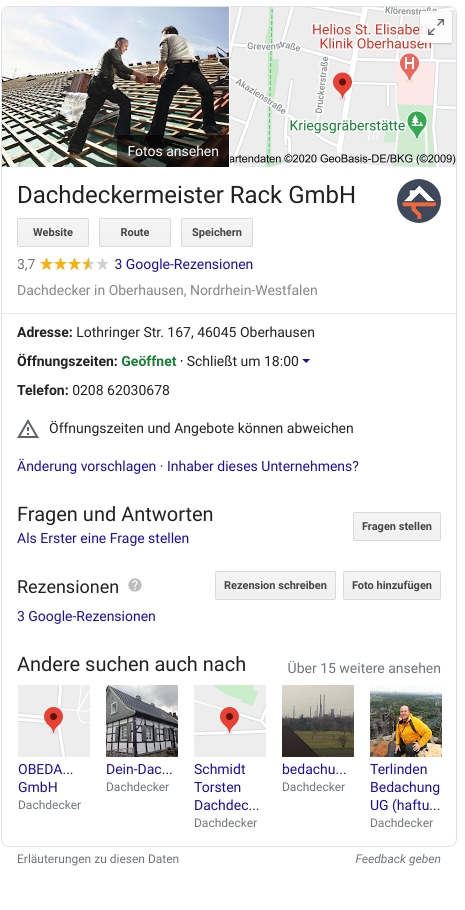 Klörenstraße
Helios St. Elisabe
Klinik Oberhausen
Grevenstraße
H
Akazienstraße
Druckerstraße
Kriegsgräberstätte
Fotos ansehen
artendaten ©2020 GeoBasis-DE/BKG (©2009)
Dachdeckermeister Rack GmbH
Website Route Speichern
3,7 3 Google-Rezensionen
Dachdecker in Oberhausen, Nordrhein-Westfalen
Adresse: Lothringer Str. 167, 46045 Oberhausen
Öffnungszeiten: Geöffnet · Schließt um 18:00
Telefon: 0208 62030678
Öffnungszeiten und Angebote können abweichen
Änderung vorschlagen · Inhaber dieses Unternehmens?
Fragen und Antworten
Fragen stellen
Als Erster eine Frage stellen
Rezensionen ? Rezension schreiben Foto hinzufügen
3 Google-Rezensionen
Andere suchen auch nach Über 15 weitere ansehen
OBEDA...
GmbH
Dachdecker
Dein-Dac...
Dachdecker
Schmidt
Torsten
Dachdec...
Dachdecker
bedachu...
Dachdecker
Terlinden
Bedachung
UG (haftu...
Dachdecker
Erläuterungen zu diesen Daten Feedback geben